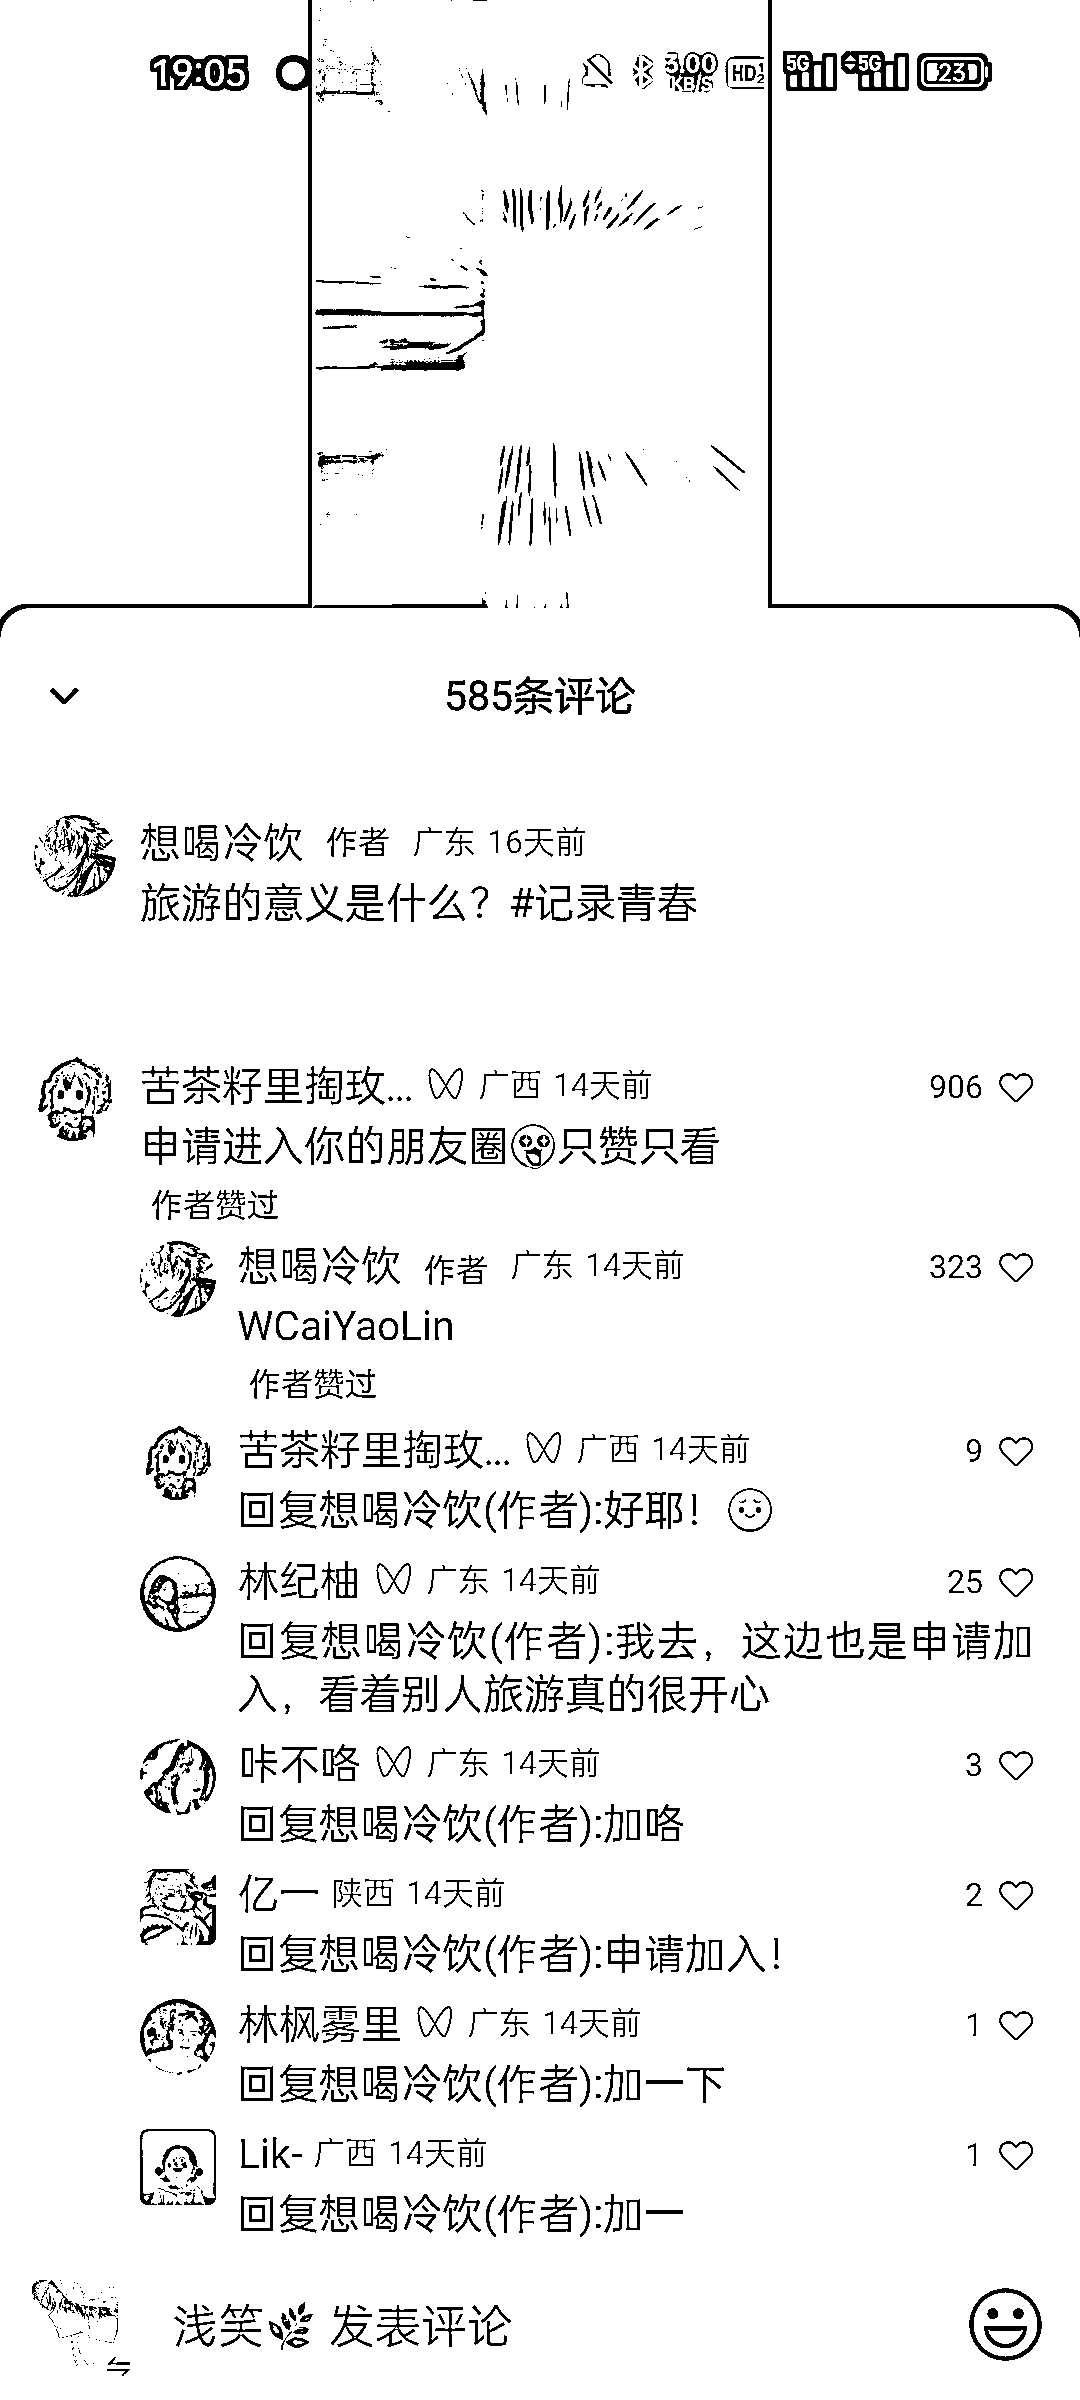 19:05 3.00 KB/S HD2 5G 5G 23
585条评论
想喝冷饮 作者 广东 16天前
旅游的意义是什么？#记录青春
苦茶籽里掏玫... 广西 14天前 906
申请进入你的朋友圈🤩只赞只看
作者赞过
想喝冷饮 作者 广东 14天前 323
WCaiYaoLin
作者赞过
苦茶籽里掏玫... 广西 14天前 9
回复想喝冷饮(作者):好耶！☺️
林纪柚 广东 14天前 25
回复想喝冷饮(作者):我去，这边也是申请加
入，看着别人旅游真的很开心
咔不咯 广东 14天前 3
回复想喝冷饮(作者):加咯
亿一 陕西 14天前 2
回复想喝冷饮(作者):申请加入！
林枫雾里 广东 14天前 1
回复想喝冷饮(作者):加一下
Lik- 广西 14天前 1
回复想喝冷饮(作者):加一
浅笑🌿 发表评论